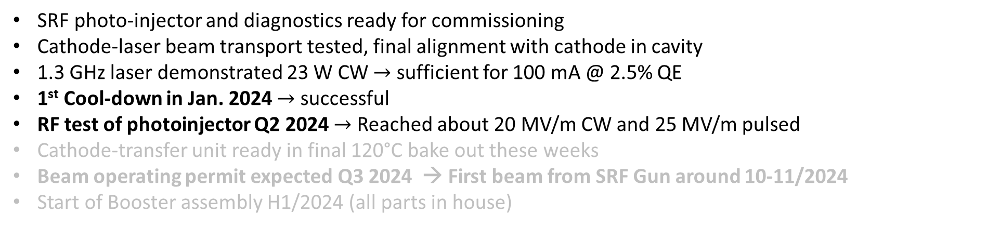 • SRF photo-injector and diagnostics ready for commissioning
• Cathode-laser beam transport tested, final alignment with cathode in cavity
• 1.3 GHz laser demonstrated 23 W CW → sufficient for 100 mA @ 2.5% QE
• 1st Cool-down in Jan. 2024 → successful
• RF test of photoinjector Q2 2024 → Reached about 20 MV/m CW and 25 MV/m pulsed
• Cathode-transfer unit ready in final 120°C bake out these weeks
• Beam operating permit expected Q3 2024 → First beam from SRF Gun around 10-11/2024
• Start of Booster assembly H1/2024 (all parts in house)